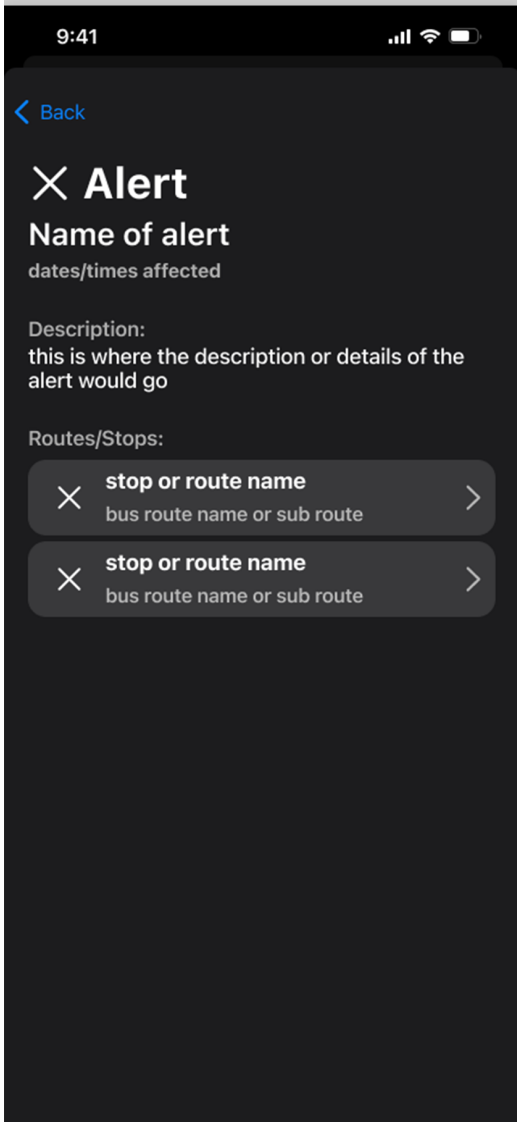 9:41
Back
Alert
Name of alert
dates/times affected
Description:
this is where the description or details of the
alert would go
Routes/Stops:
stop or route name
bus route name or sub route
stop or route name
bus route name or sub route